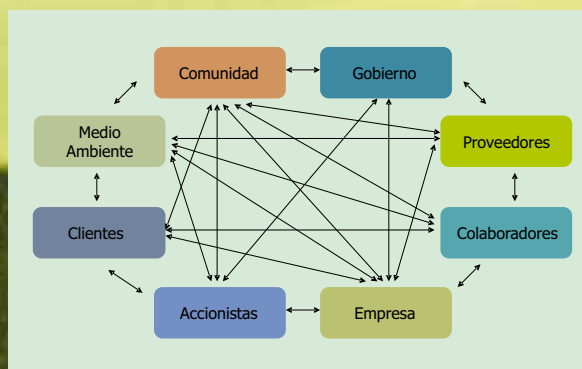 Comunidad
Gobierno
Medio
Ambiente
Proveedores
Clientes
Colaboradores
Accionistas
Empresa